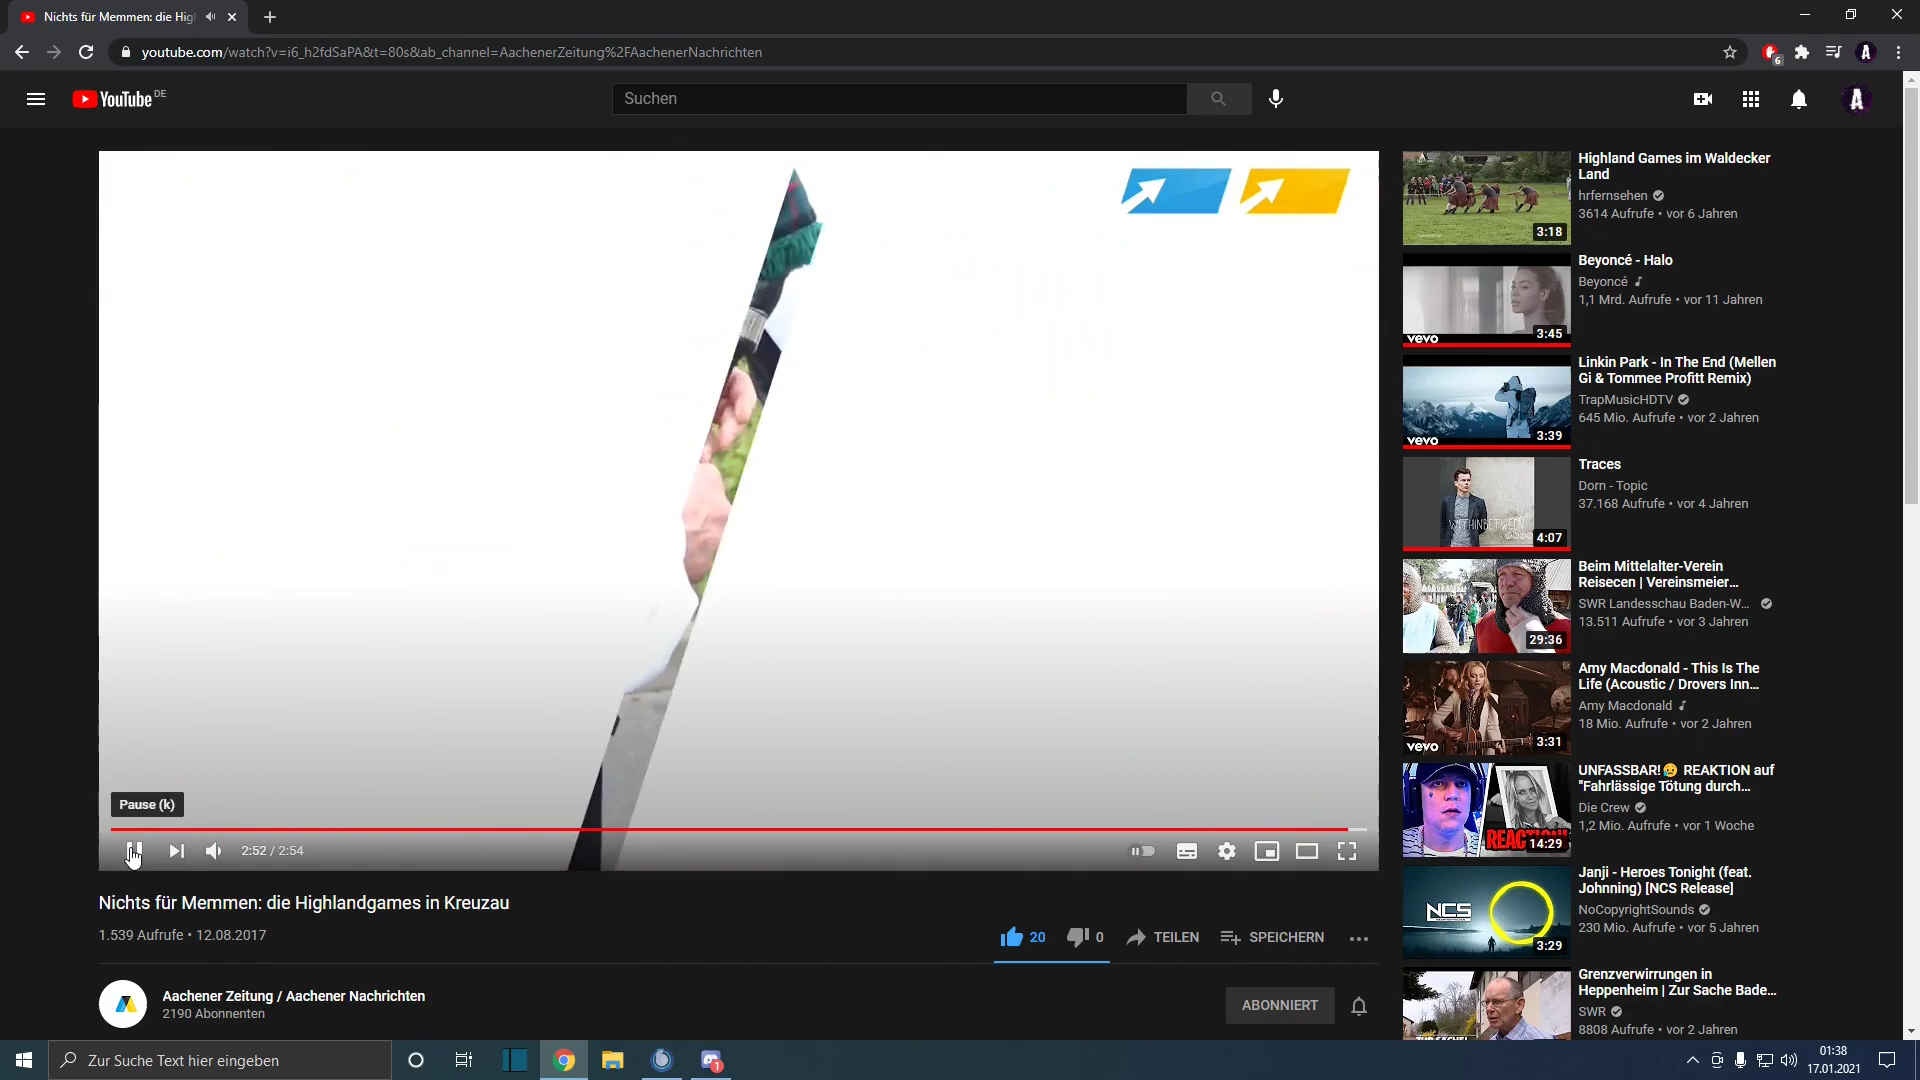 Nichts für Memmen: die Hig
youtube.com/watch?v=i6_h2fdSaPA&t=80s&ab_channel=AachenerZeitung%2FAachenerNachrichten
6
YouTube DE
Suchen
Pause (k)
2:52 / 2:54
Nichts für Memmen: die Highlandgames in Kreuzau
1.539 Aufrufe • 12.08.2017
20
0
TEILEN
SPEICHERN
Aachener Zeitung / Aachener Nachrichten
2190 Abonnenten
ABONNIERT
3:18
Highland Games im Waldecker
Land
hrfernsehen
3614 Aufrufe • vor 6 Jahren
vevo
3:45
Beyoncé - Halo
Beyoncé
1,1 Mrd. Aufrufe • vor 11 Jahren
vevo
3:39
Linkin Park - In The End (Mellen
Gi & Tommee Profitt Remix)
TrapMusicHDTV
645 Mio. Aufrufe • vor 2 Jahren
WITHINBETWEEN
4:07
Traces
Dorn - Topic
37.168 Aufrufe • vor 4 Jahren
29:36
Beim Mittelalter-Verein
Reisecen | Vereinsmeier...
SWR Landesschau Baden-W...
13.511 Aufrufe • vor 3 Jahren
vevo
3:31
Amy Macdonald - This Is The
Life (Acoustic / Drovers Inn...
Amy Macdonald
18 Mio. Aufrufe • vor 2 Jahren
14:29
UNFASSBAR!😥 REAKTION auf
"Fahrlässige Tötung durch...
Die Crew
1,2 Mio. Aufrufe • vor 1 Woche
NCS
3:29
Janji - Heroes Tonight (feat.
Johnning) [NCS Release]
NoCopyrightSounds
230 Mio. Aufrufe • vor 5 Jahren
Grenzverwirrungen in
Heppenheim | Zur Sache Bade...
SWR
8808 Aufrufe • vor 2 Jahren
Zur Suche Text hier eingeben
1
01:38
17.01.2021